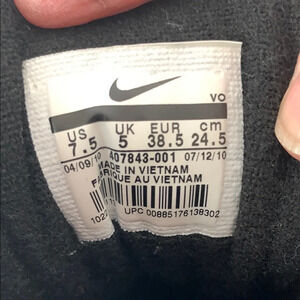 VO
US UK EUR cm
7.5 5 38.5 24.5
04/09/10 407843-001 07/12/10
MADE IN VIETNAM
AU VIETNAM
UPC 00885176138302